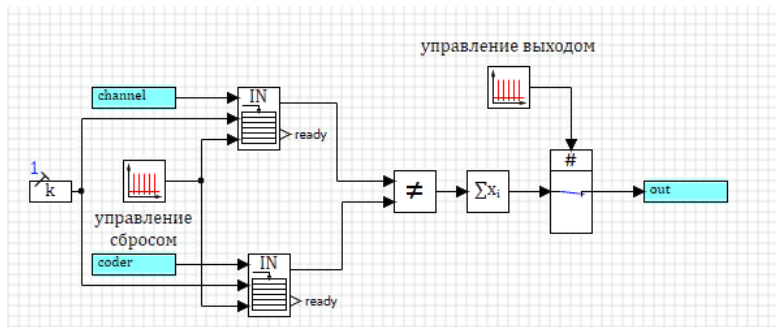 управление выходом
channel
IN
ready
1
k
управление
сбросом
#
≠
∑xi
out
coder
IN
ready